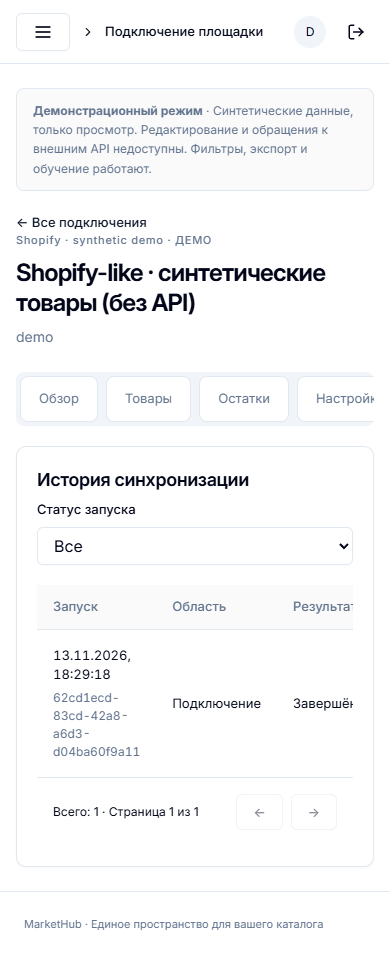 Подключение площадки
D
Демонстрационный режим · Синтетические данные,
только просмотр. Редактирование и обращения к
внешним API недоступны. Фильтры, экспорт и
обучение работают.
← Все подключения
Shopify · synthetic demo · ДЕМО
Shopify-like · синтетические
товары (без API)
demo
Обзор
Товары
Остатки
Настройк
История синхронизации
Статус запуска
Все
Запуск
Область
Результат
13.11.2026,
18:29:18
62cd1ecd-
83cd-42a8-
a6d3-
d04ba60f9a11
Подключение
Завершён
Всего: 1 · Страница 1 из 1
←
→
MarketHub · Единое пространство для вашего каталога